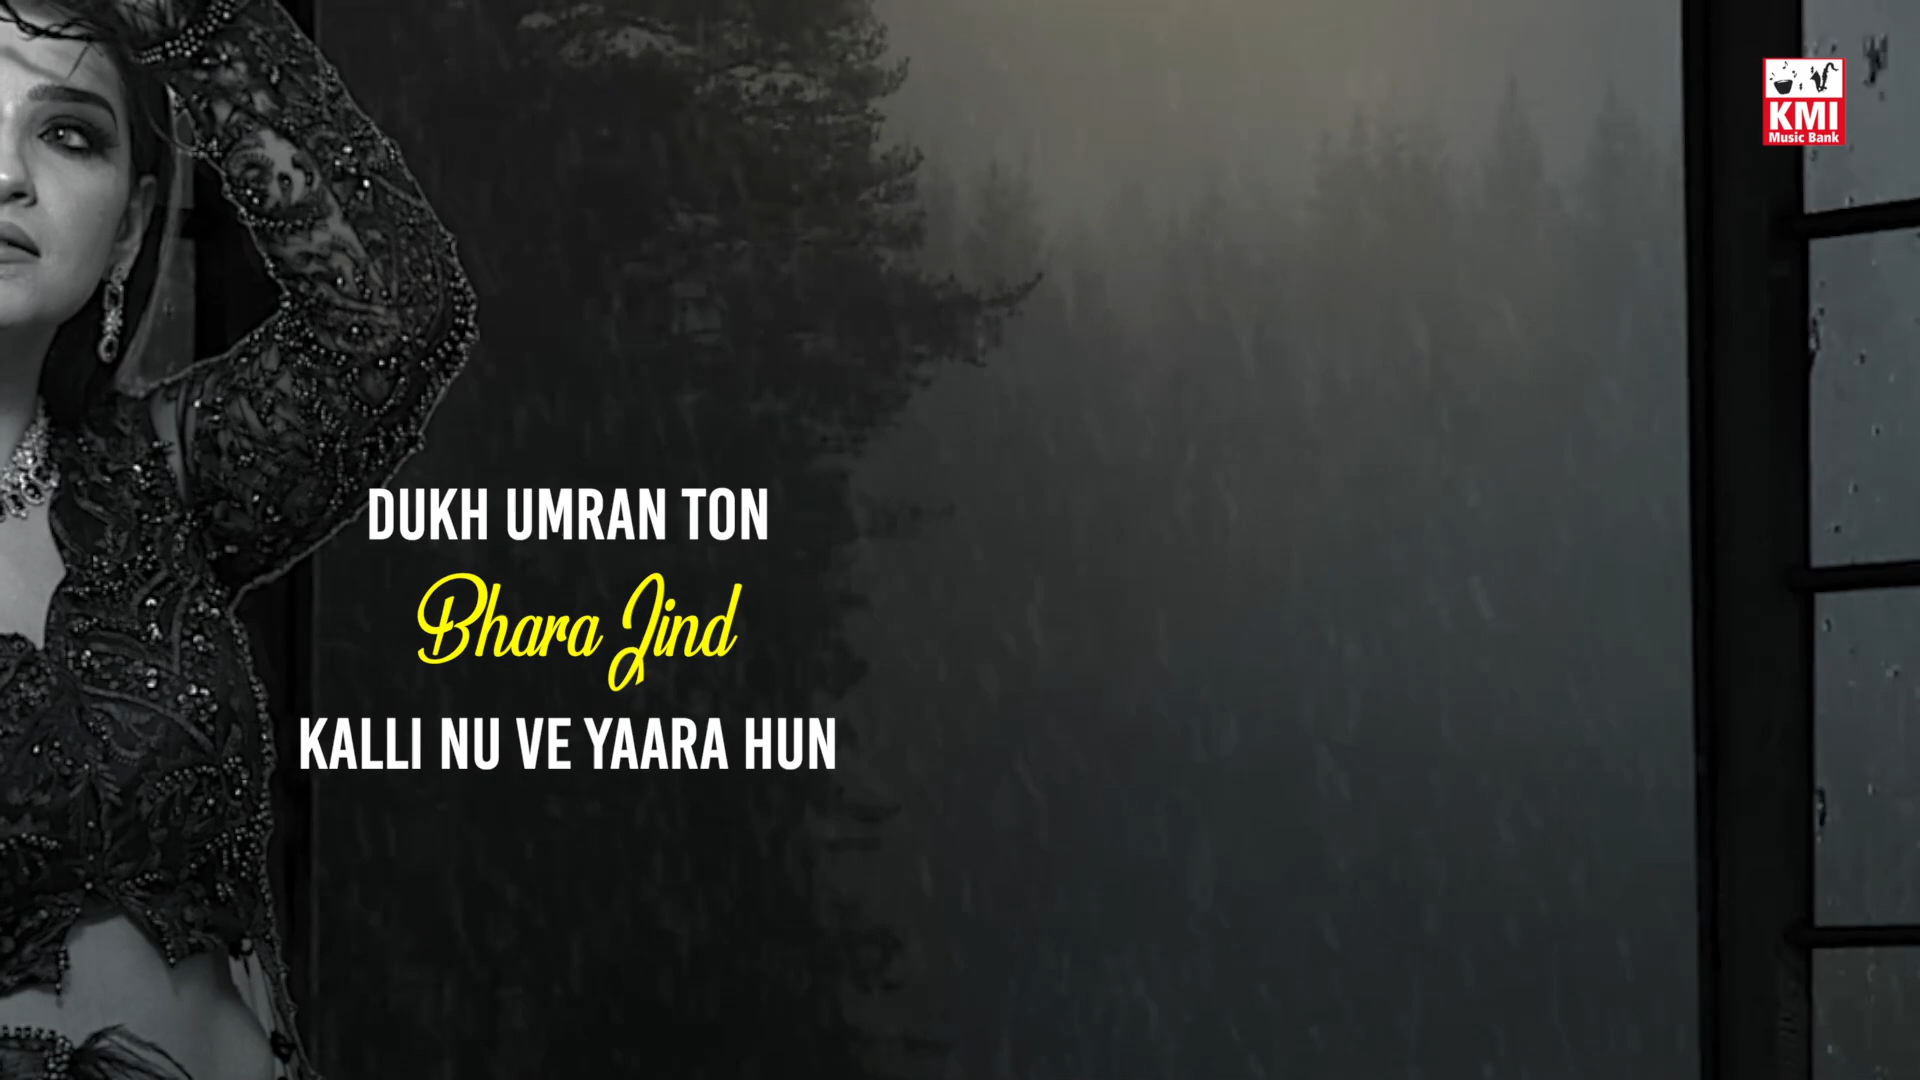 KMI
Music Bank
DUKH UMRAN TON
Bhara Jind
KALLI NU VE YAARA HUN